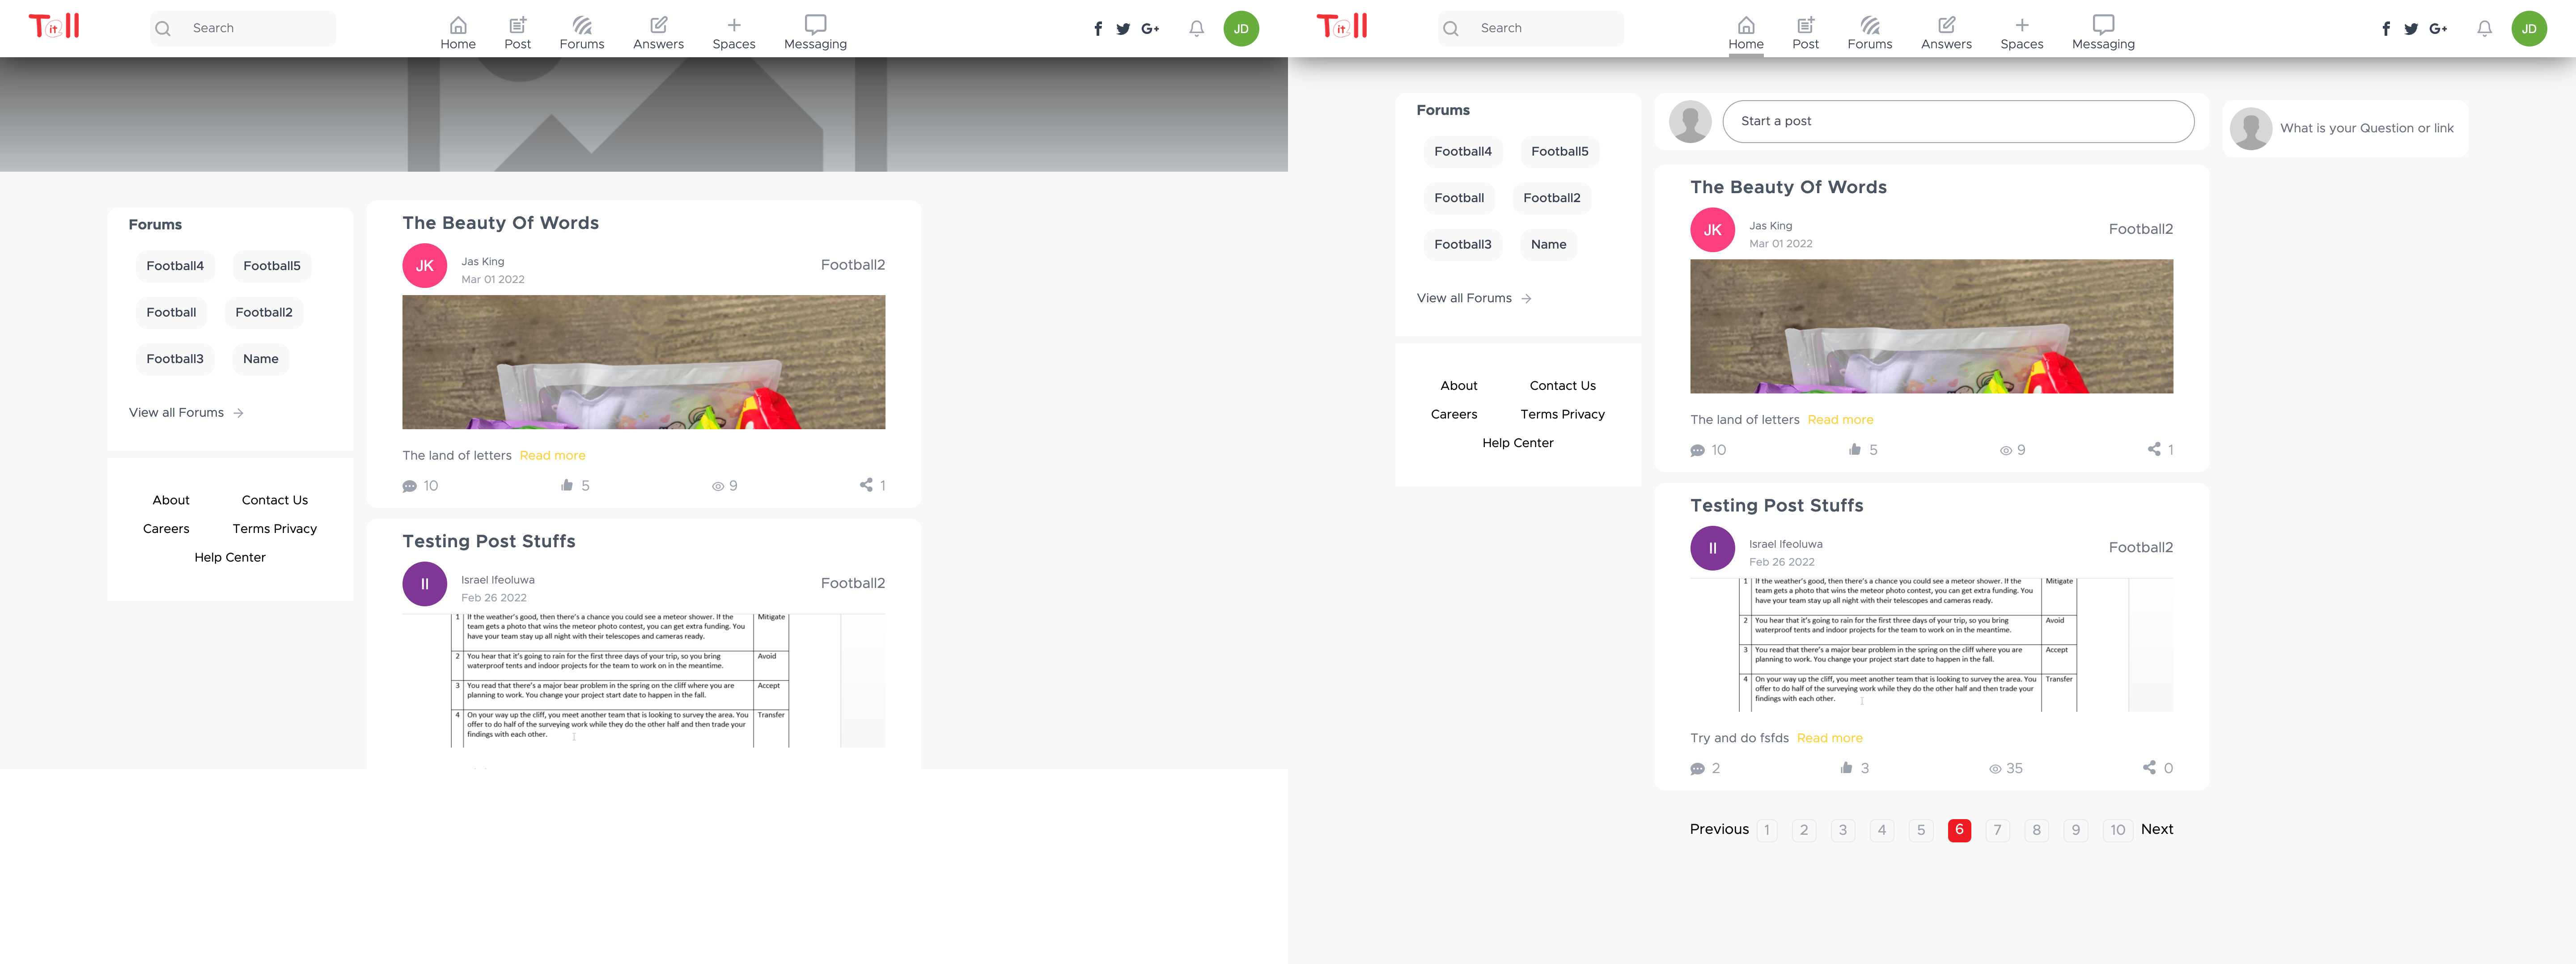 Tell it
Search
Home Post Forums Answers Spaces Messaging
G+
JD
Forums
Football4 Football5
Football Football2
Football3 Name
View all Forums →
About Contact Us
Careers Terms Privacy
Help Center
The Beauty Of Words
JK Jas King
Mar 01 2022
Football2
The land of letters Read more
10 5 9 1
Testing Post Stuffs
II Israel Ifeoluwa
Feb 26 2022
Football2
1 If the weather's good, then there's a chance you could see a meteor shower. If the Mitigate
team gets a photo that wins the meteor photo contest, you can get extra funding. You
have your team stay up all night with their telescopes and cameras ready.
2 You hear that it's going to rain for the first three days of your trip, so you bring Avoid
waterproof tents and indoor projects for the team to work on in the meantime.
3 You read that there's a major bear problem in the spring on the cliff where you are Accept
planning to work. You change your project start date to happen in the fall.
4 On your way up the cliff, you meet another team that is looking to survey the area. You Transfer
offer to do half of the surveying work while they do the other half and then trade your
findings with each other.
Tell it
Search
Home Post Forums Answers Spaces Messaging
G+
JD
Forums
Football4 Football5
Football Football2
Football3 Name
View all Forums →
About Contact Us
Careers Terms Privacy
Help Center
Start a post
What is your Question or link
The Beauty Of Words
JK Jas King
Mar 01 2022
Football2
The land of letters Read more
10 5 9 1
Testing Post Stuffs
II Israel Ifeoluwa
Feb 26 2022
Football2
1 If the weather's good, then there's a chance you could see a meteor shower. If the Mitigate
team gets a photo that wins the meteor photo contest, you can get extra funding. You
have your team stay up all night with their telescopes and cameras ready.
2 You hear that it's going to rain for the first three days of your trip, so you bring Avoid
waterproof tents and indoor projects for the team to work on in the meantime.
3 You read that there's a major bear problem in the spring on the cliff where you are Accept
planning to work. You change your project start date to happen in the fall.
4 On your way up the cliff, you meet another team that is looking to survey the area. You Transfer
offer to do half of the surveying work while they do the other half and then trade your
findings with each other.
Try and do fsfds Read more
2 3 35 0
Previous 1 2 3 4 5 6 7 8 9 10 Next